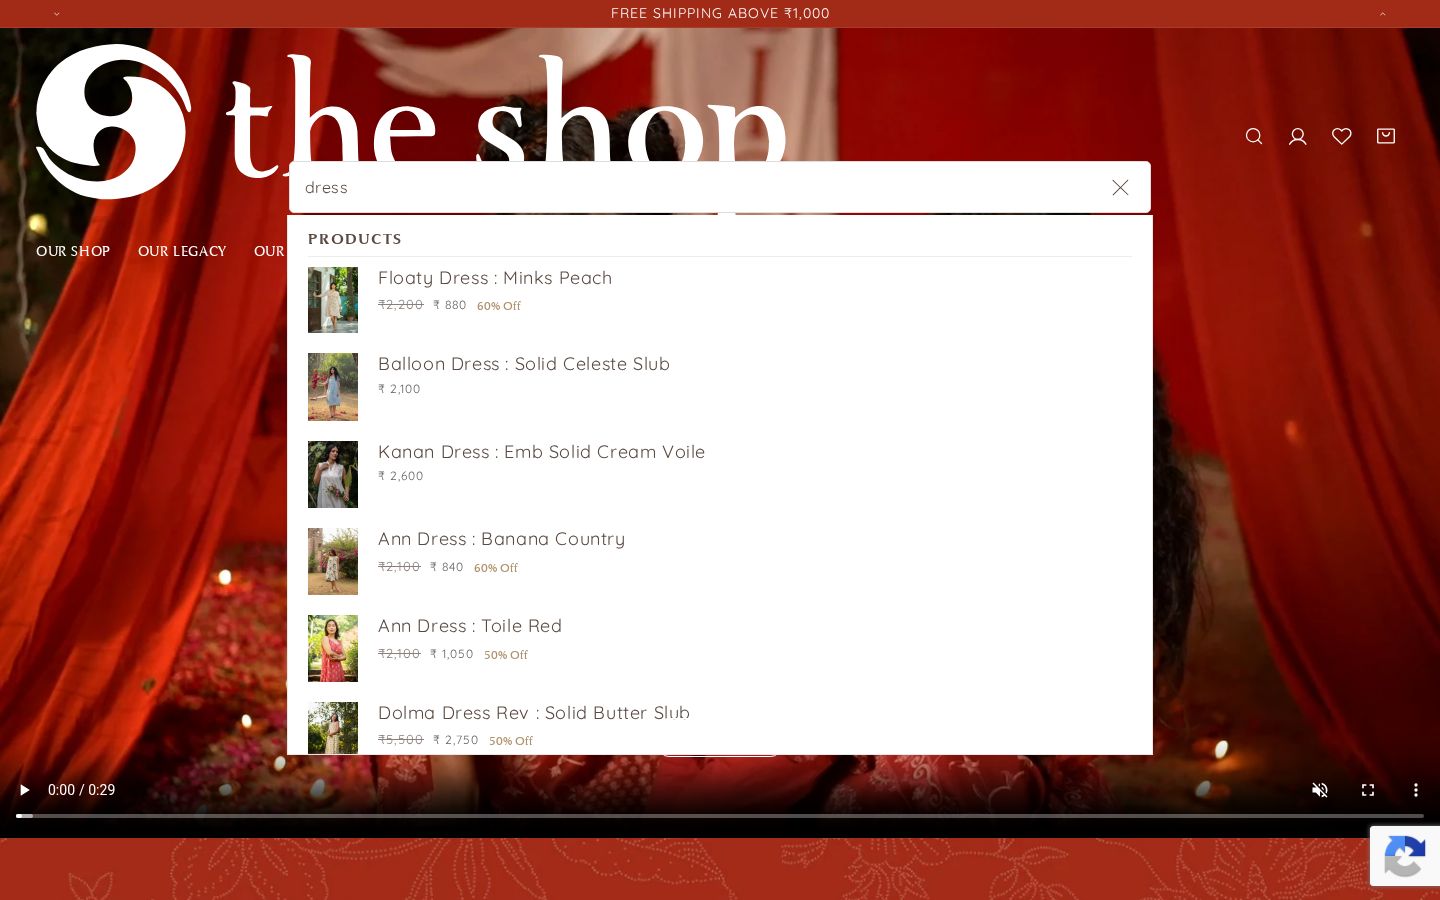 FREE SHIPPING ABOVE ₹1,000
the shop
dress
OUR SHOP OUR LEGACY OUR
PRODUCTS
Floaty Dress : Minks Peach
₹2,200 ₹ 880 60% Off
Balloon Dress : Solid Celeste Slub
₹ 2,100
Kanan Dress : Emb Solid Cream Voile
₹ 2,600
Ann Dress : Banana Country
₹2,100 ₹ 840 60% Off
Ann Dress : Toile Red
₹2,100 ₹ 1,050 50% Off
Dolma Dress Rev : Solid Butter Slub
₹5,500 ₹ 2,750 50% Off
0:00 / 0:29